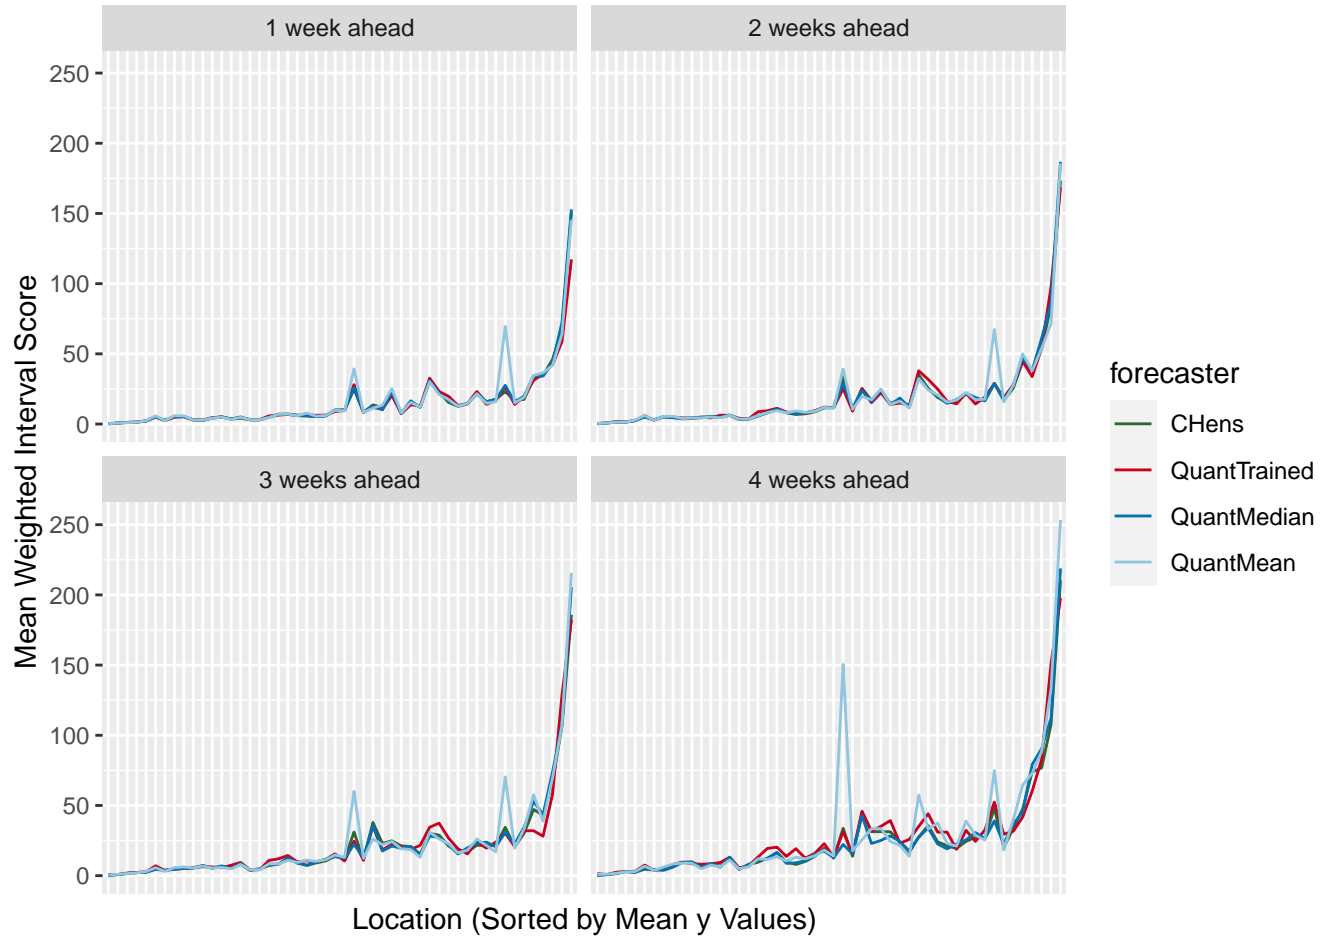 1 week ahead
2 weeks ahead
250
200
150
100
50
0
3 weeks ahead
4 weeks ahead
250
200
150
100
50
0
Mean Weighted Interval Score
Location (Sorted by Mean y Values)
forecaster
CHens
QuantTrained
QuantMedian
QuantMean